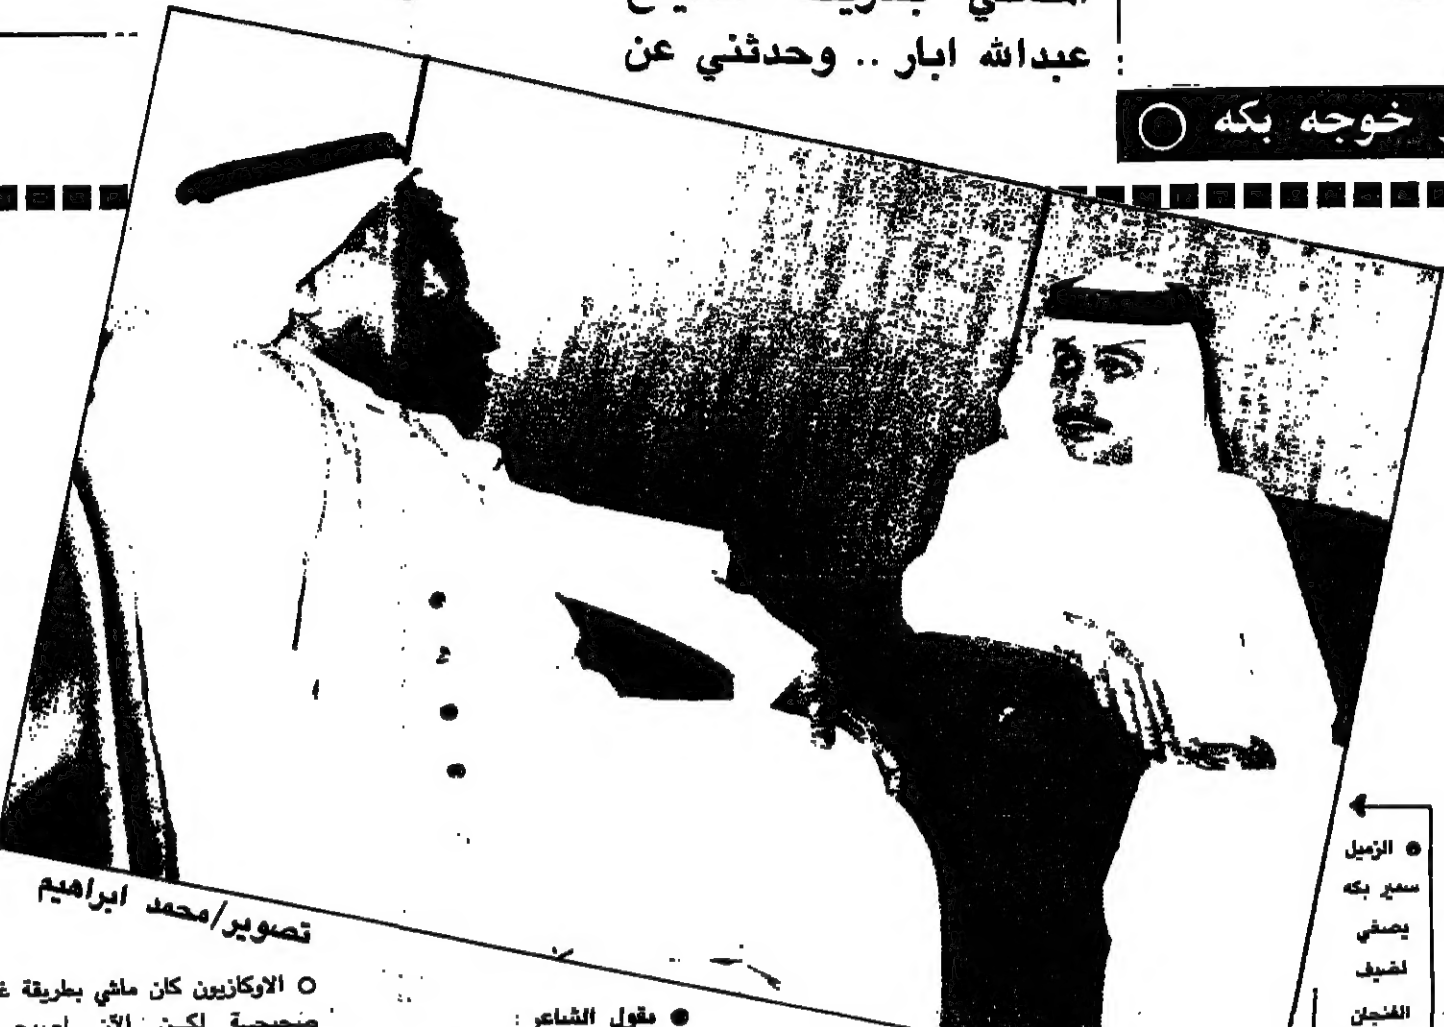 عبدالله ابار .. وحدثني عن
خوجه بكه
● الزميل
سمير بكه
يصغي
لضيف
الفنجان
تصوير/محمد ابراهيم
○ الاوكازيون كان ماشي بطريقة
● يقول الشاعر :